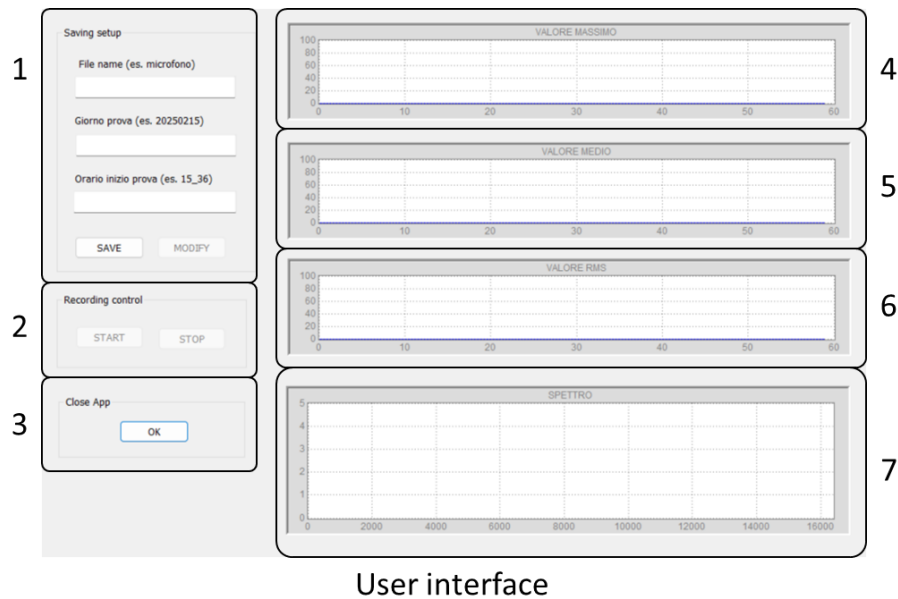 1
Saving setup
File name (es. microfono)
Giorno prova (es. 20250215)
Orario inizio prova (es. 15_36)
SAVE MODIFY
2
Recording control
START STOP
3
Close App
OK
VALORE MASSIMO
100
80
60
40
20
0
0 10 20 30 40 50 60
4
VALORE MEDIO
100
80
60
40
20
0
0 10 20 30 40 50 60
5
VALORE RMS
100
80
60
40
20
0
0 10 20 30 40 50 60
6
SPETTRO
5
4
3
2
1
0
0 2000 4000 6000 8000 10000 12000 14000 16000
7
User interface